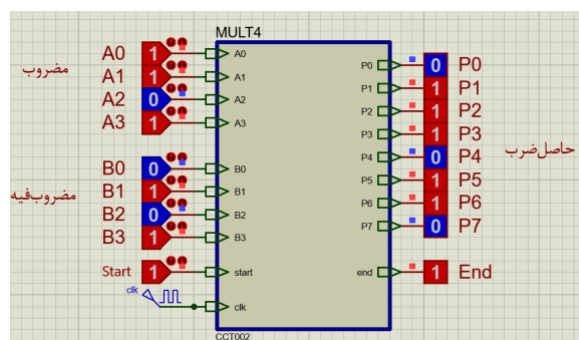 MULT4
A0 1 A0
A1 1 A1
A2 0 A2
A3 1 A3
مضروب
B0 0 B0
B1 1 B1
B2 0 B2
B3 1 B3
مضروب‌فیه
Start 1 start
clk clk
P0 0 P0
P1 1 P1
P2 1 P2
P3 1 P3
P4 0 P4
P5 1 P5
P6 1 P6
P7 0 P7
حاصل‌ضرب
end 1 End
CCT002